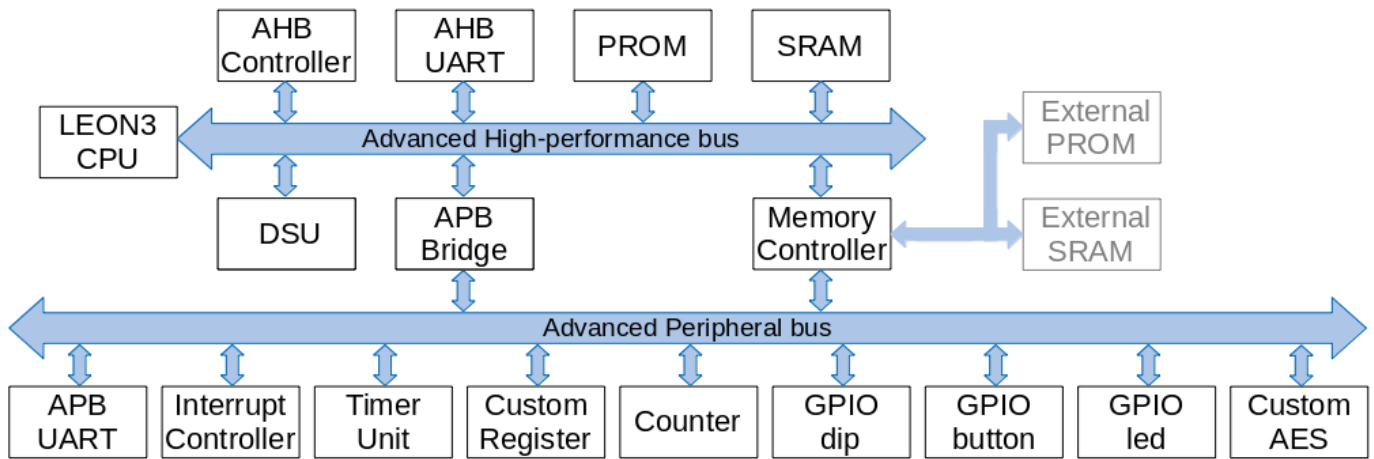 AHB
Controller
AHB
UART
PROM
SRAM
LEON3
CPU
Advanced High-performance bus
External
PROM
DSU
APB
Bridge
Memory
Controller
External
SRAM
Advanced Peripheral bus
APB
UART
Interrupt
Controller
Timer
Unit
Custom
Register
Counter
GPIO
dip
GPIO
button
GPIO
led
Custom
AES